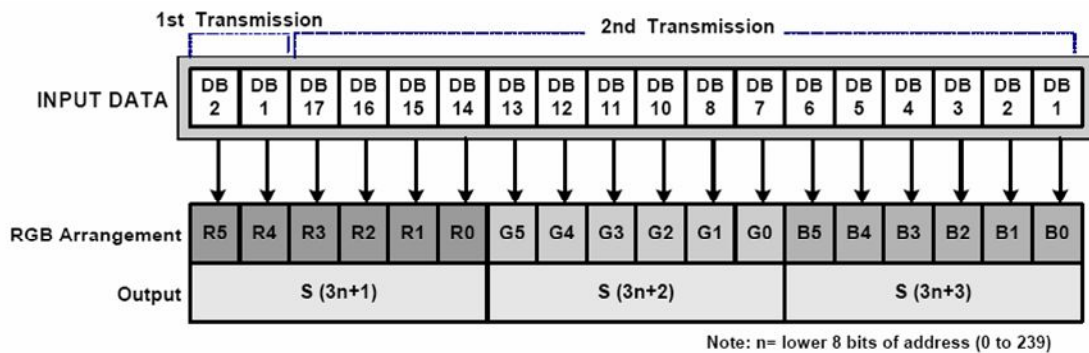 1st Transmission
2nd Transmission
INPUT DATA
DB 2 DB 1 DB 17 DB 16 DB 15 DB 14 DB 13 DB 12 DB 11 DB 10 DB 8 DB 7 DB 6 DB 5 DB 4 DB 3 DB 2 DB 1
RGB Arrangement R5 R4 R3 R2 R1 R0 G5 G4 G3 G2 G1 G0 B5 B4 B3 B2 B1 B0
Output S (3n+1) S (3n+2) S (3n+3)
Note: n= lower 8 bits of address (0 to 239)